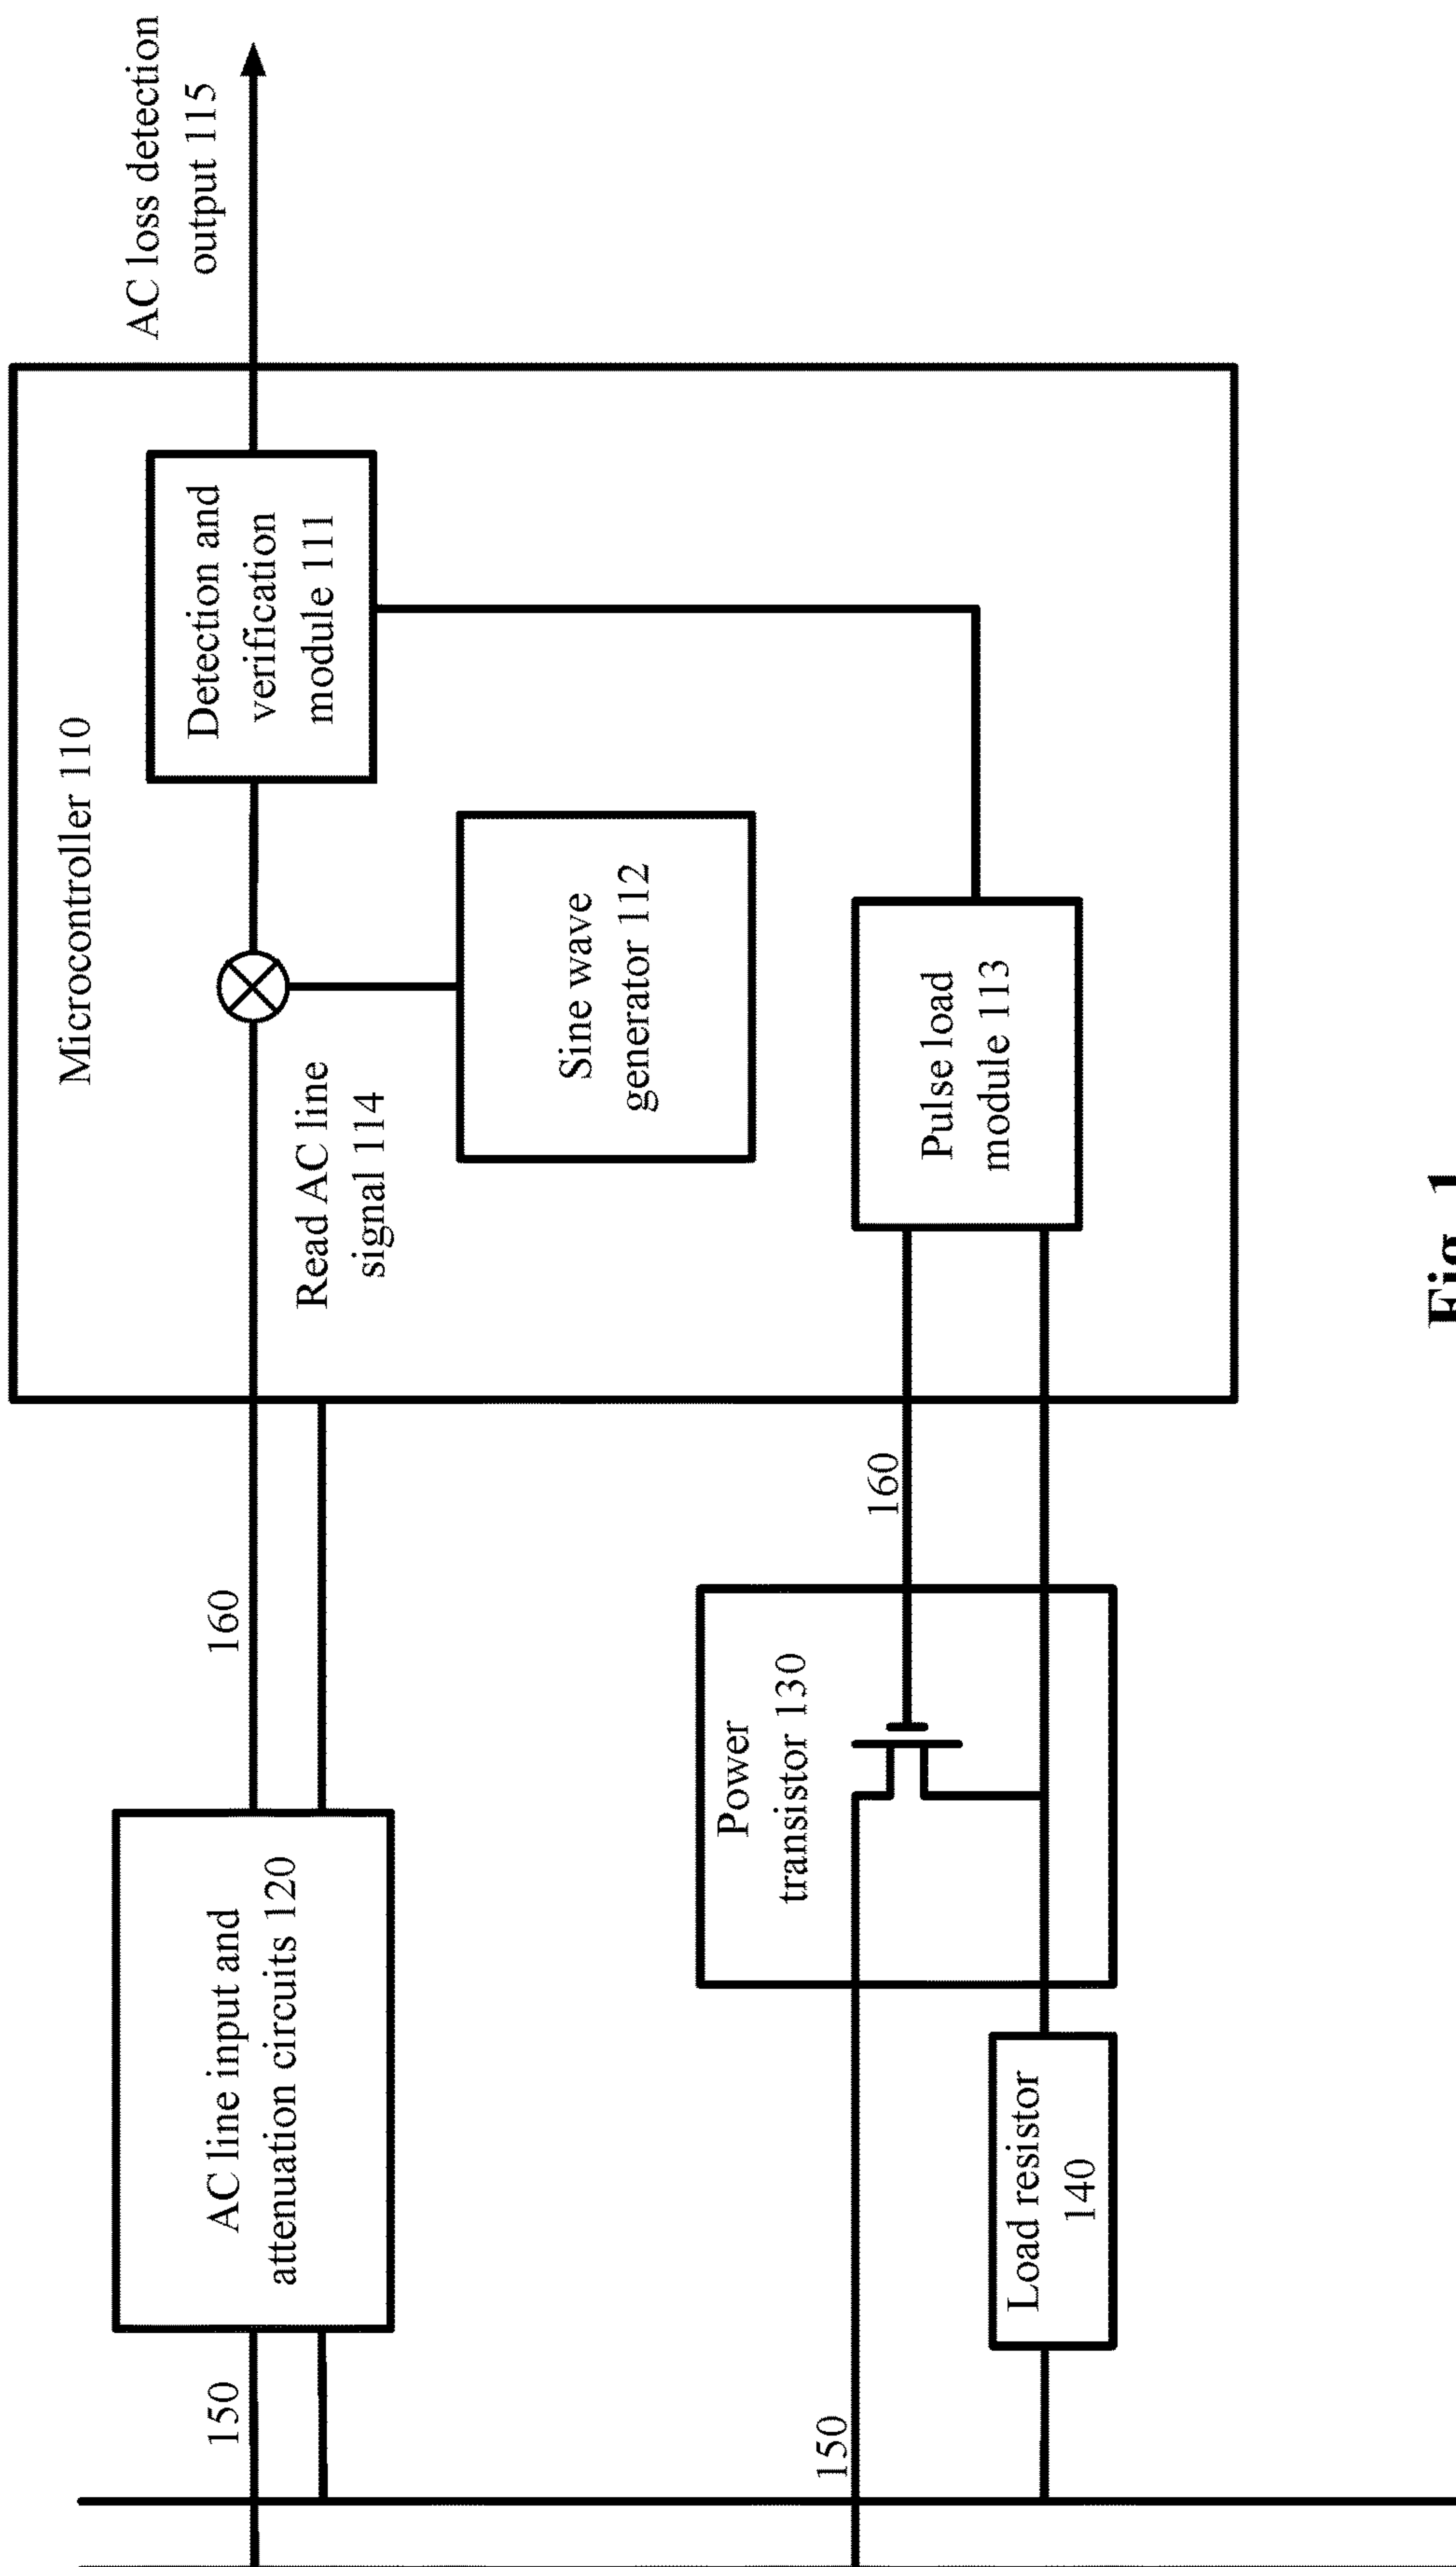 AC loss detection
output 115
Microcontroller 110
Detection and
verification
module 111
Read AC line
signal 114
Sine wave
generator 112
Pulse load
module 113
160
160
AC line input and
attenuation circuits 120
Power
transistor 130
Load resistor
140
150
150
Fig. 1